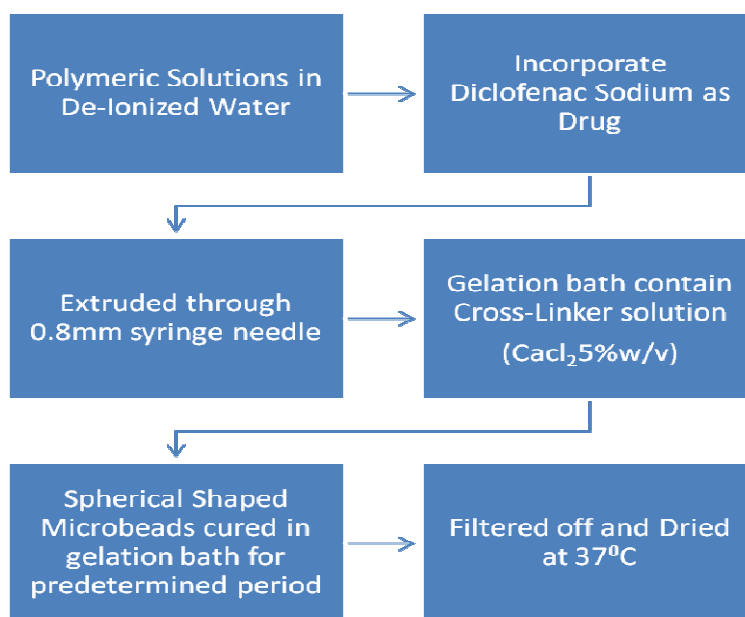 Polymeric Solutions in
De-Ionized Water
Incorporate
Diclofenac Sodium as
Drug
Extruded through
0.8mm syringe needle
Gelation bath contain
Cross-Linker solution
(Cacl₂5%w/v)
Spherical Shaped
Microbeads cured in
gelation bath for
predetermined period
Filtered off and Dried
at 37⁰C